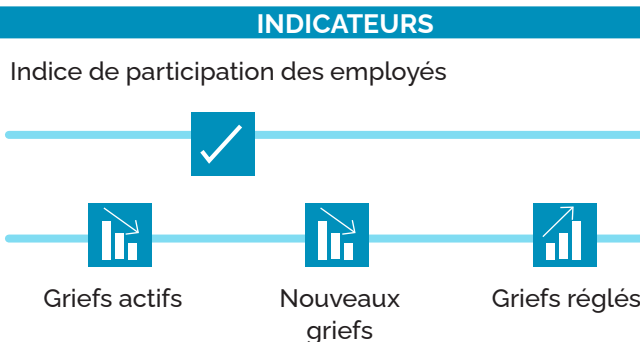 INDICATEURS
Indice de participation des employés
Griefs actifs
Nouveaux
griefs
Griefs réglés